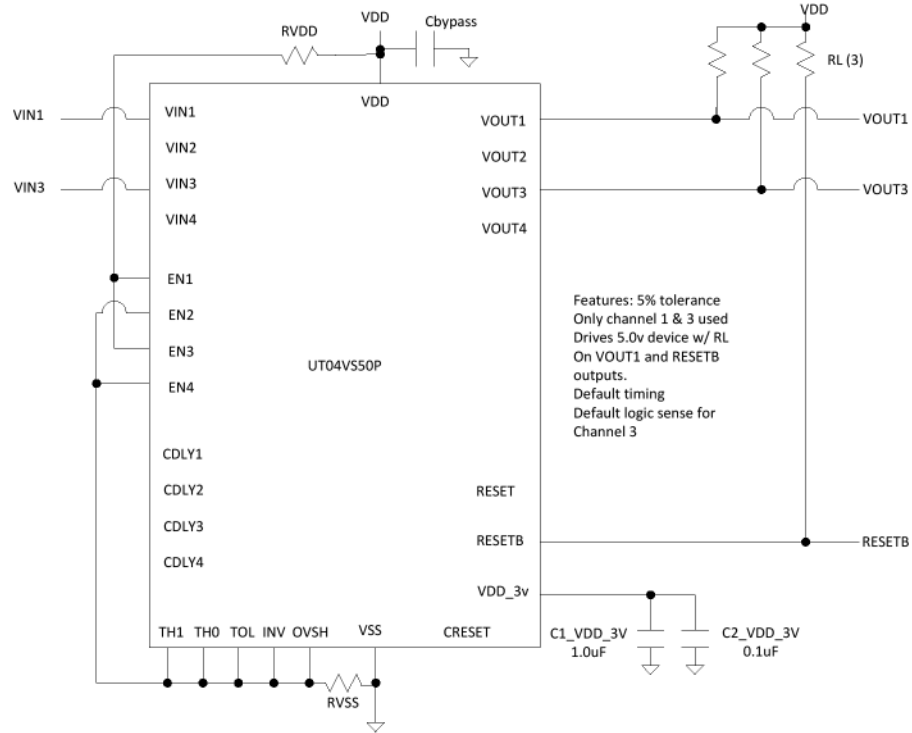 VDD
Cbypass
RVDD
VDD
RL (3)
VDD
VIN1
VIN1
VOUT1
VOUT1
VIN2
VOUT2
VIN3
VIN3
VOUT3
VOUT3
VIN4
VOUT4
EN1
EN2
EN3
EN4
UT04VS50P
Features: 5% tolerance
Only channel 1 & 3 used
Drives 5.0v device w/ RL
On VOUT1 and RESETB
outputs.
Default timing
Default logic sense for
Channel 3
CDLY1
CDLY2
CDLY3
CDLY4
RESET
RESETB
RESETB
VDD_3v
TH1 TH0 TOL INV OVSH VSS CRESET
C1_VDD_3V
1.0uF
C2_VDD_3V
0.1uF
RVSS